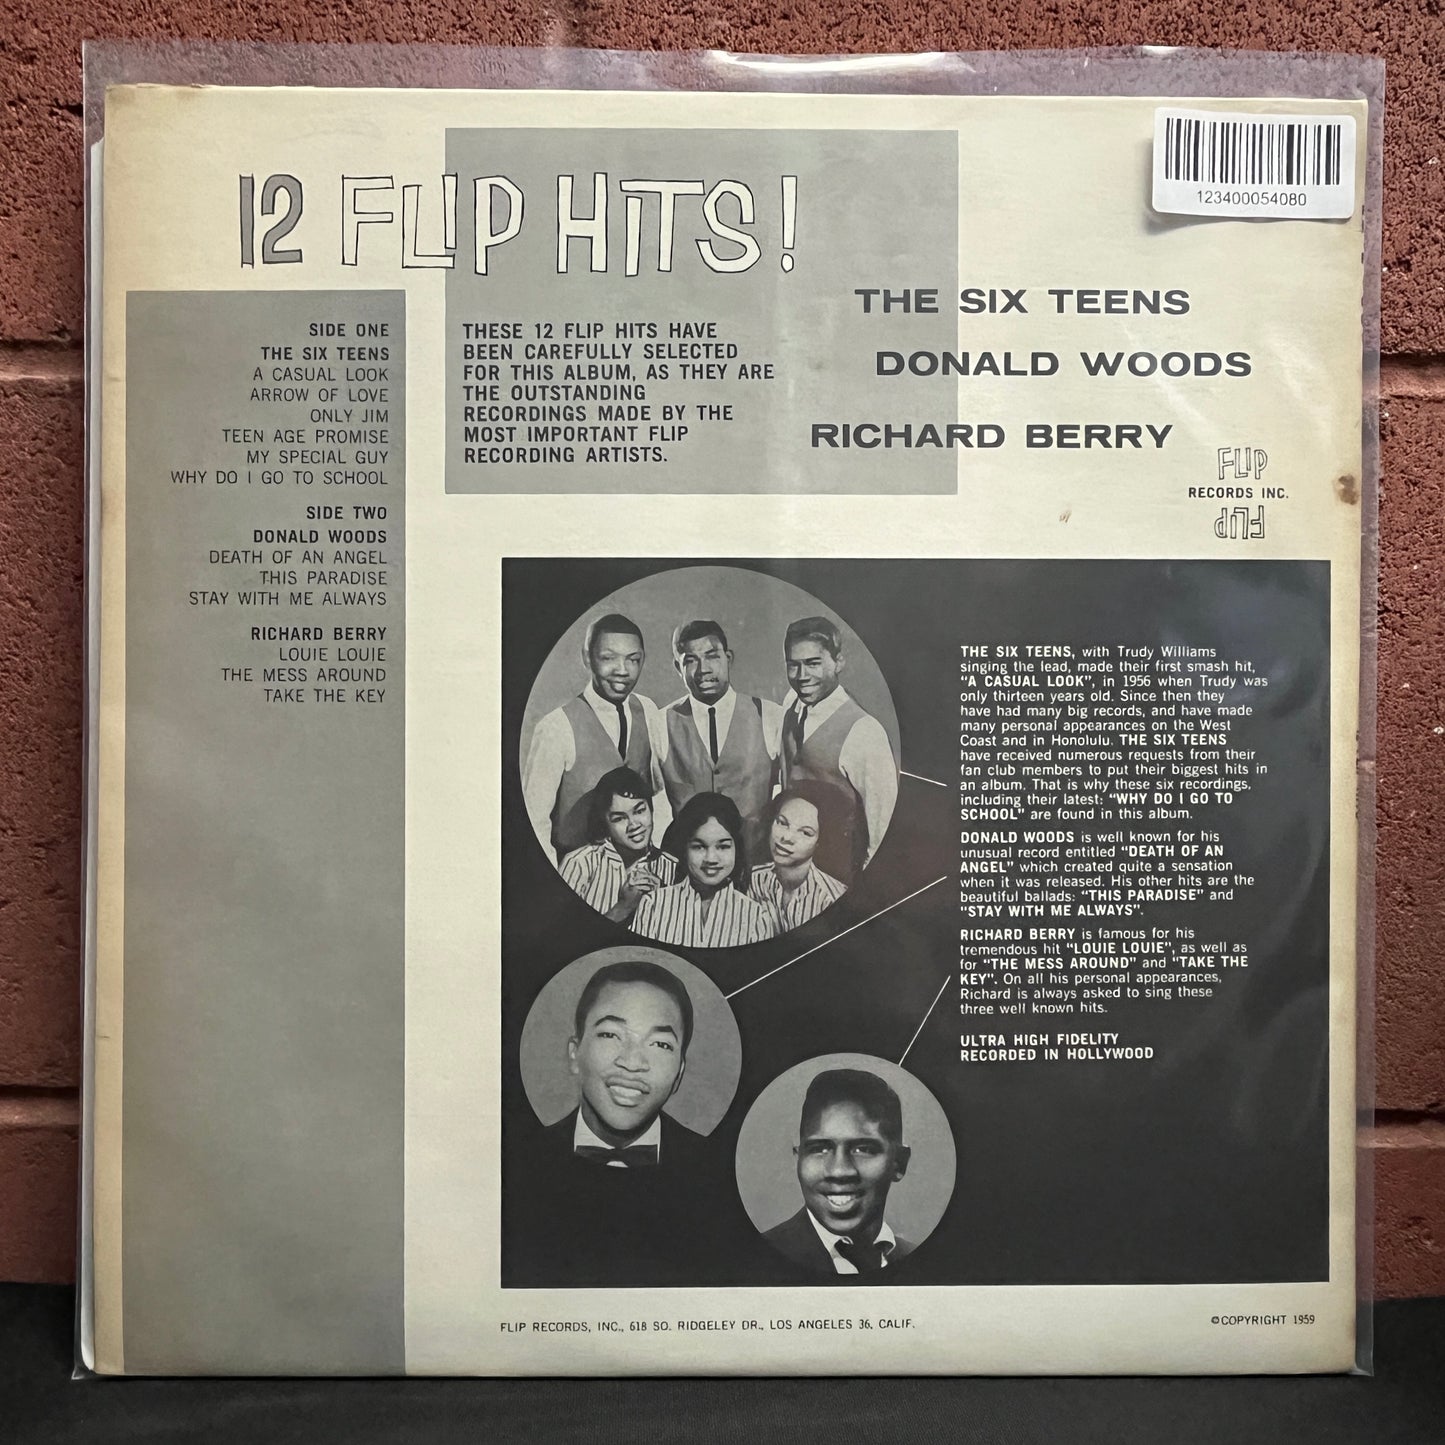 123400054080
12 FLIP HITS!
SIDE ONE
THE SIX TEENS
A CASUAL LOOK
ARROW OF LOVE
ONLY JIM
TEEN AGE PROMISE
MY SPECIAL GUY
WHY DO I GO TO SCHOOL
SIDE TWO
DONALD WOODS
DEATH OF AN ANGEL
THIS PARADISE
STAY WITH ME ALWAYS
RICHARD BERRY
LOUIE LOUIE
THE MESS AROUND
TAKE THE KEY
THESE 12 FLIP HITS HAVE
BEEN CAREFULLY SELECTED
FOR THIS ALBUM, AS THEY ARE
THE OUTSTANDING
RECORDINGS MADE BY THE
MOST IMPORTANT FLIP
RECORDING ARTISTS.
THE SIX TEENS
DONALD WOODS
RICHARD BERRY
FLIP
RECORDS INC.
FLIP
THE SIX TEENS, with Trudy Williams
singing the lead, made their first smash hit,
"A CASUAL LOOK", in 1956 when Trudy was
only thirteen years old. Since then they
have had many big records, and have made
many personal appearances on the West
Coast and in Honolulu. THE SIX TEENS
have received numerous requests from their
fan club members to put their biggest hits in
an album. That is why these six recordings,
including their latest: "WHY DO I GO TO
SCHOOL" are found in this album.
DONALD WOODS is well known for his
unusual record entitled "DEATH OF AN
ANGEL" which created quite a sensation
when it was released. His other hits are the
beautiful ballads: "THIS PARADISE" and
"STAY WITH ME ALWAYS".
RICHARD BERRY is famous for his
tremendous hit "LOUIE LOUIE", as well as
for "THE MESS AROUND" and "TAKE THE
KEY". On all his personal appearances,
Richard is always asked to sing these
three well known hits.
ULTRA HIGH FIDELITY
RECORDED IN HOLLYWOOD
FLIP RECORDS, INC., 618 SO. RIDGELEY DR., LOS ANGELES 36, CALIF.
©COPYRIGHT 1959